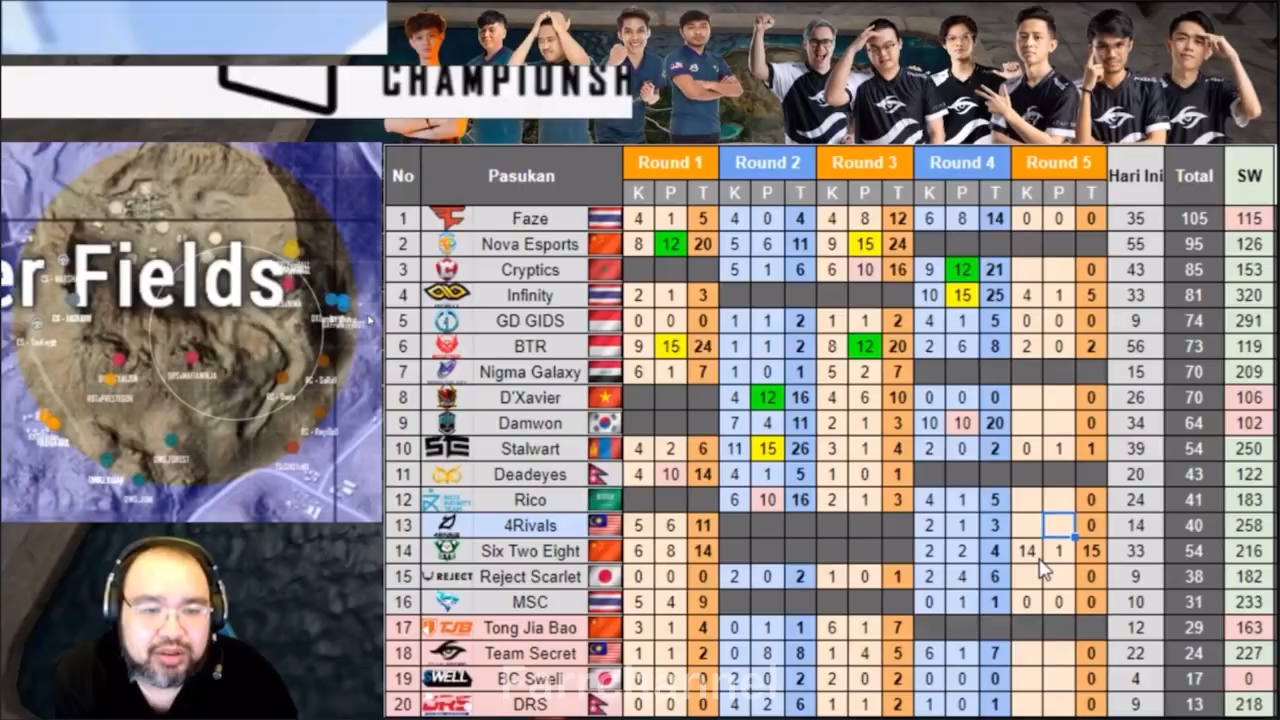 CHAMPIONSH
er Fields
No Pasukan Round 1 Round 2 Round 3 Round 4 Round 5 Hari Ini Total SW
K P T K P T K P T K P T K P T
1 Faze 4 1 5 4 0 4 4 8 12 6 8 14 0 0 0 35 105 115
2 Nova Esports 8 12 20 5 6 11 9 15 24 55 95 126
3 Cryptics 5 1 6 6 10 16 9 12 21 0 43 85 153
4 Infinity 2 1 3 10 15 25 4 1 5 33 81 320
5 GD GIDS 0 0 0 1 1 2 1 1 2 4 1 5 0 0 0 9 74 291
6 BTR 9 15 24 1 1 2 8 12 20 2 6 8 2 0 2 56 73 119
7 Nigma Galaxy 6 1 7 1 0 1 5 2 7 15 70 209
8 D'Xavier 4 12 16 4 6 10 0 0 0 0 26 70 106
9 Damwon 7 4 11 2 1 3 10 10 20 0 34 64 102
10 Stalwart 4 2 6 11 15 26 3 1 4 2 0 2 0 1 1 39 54 250
11 Deadeyes 4 10 14 4 1 5 1 0 1 20 43 122
12 Rico 6 10 16 2 1 3 4 1 5 0 24 41 183
13 4Rivals 5 6 11 2 1 3 0 14 40 258
14 Six Two Eight 6 8 14 2 2 4 14 1 15 33 54 216
15 REJECT Reject Scarlet 0 0 0 2 0 2 1 0 1 2 4 6 0 9 38 182
16 MSC 5 4 9 0 1 1 0 0 0 10 31 233
17 TJB Tong Jia Bao 3 1 4 0 1 1 6 1 7 12 29 163
18 Team Secret 1 1 2 0 8 8 1 4 5 6 1 7 0 22 24 227
19 SWELL BC Swell 0 2 2 0 2 0 0 0 0 4 17 0
20 DRS DRS 0 0 0 4 2 6 1 1 2 1 0 1 0 9 13 218